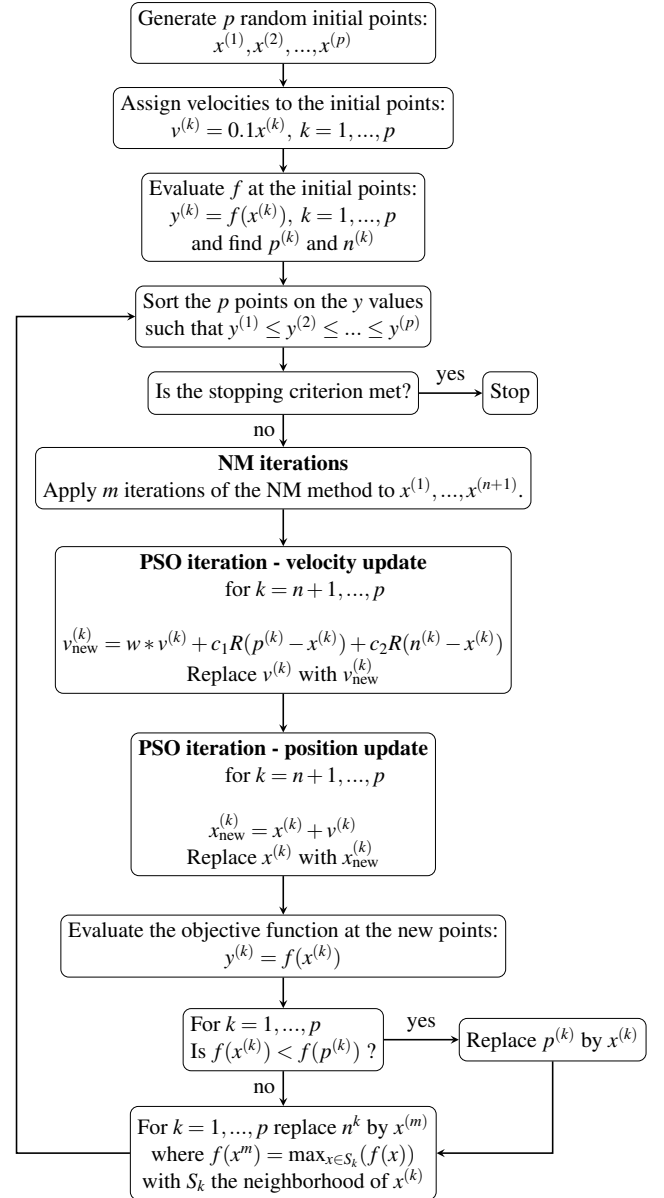 Generate p random initial points:
x^(1), x^(2), ..., x^(p)
Assign velocities to the initial points:
v^(k) = 0.1x^(k), k = 1, ..., p
Evaluate f at the initial points:
y^(k) = f(x^(k)), k = 1, ..., p
and find p^(k) and n^(k)
Sort the p points on the y values
such that y^(1) ≤ y^(2) ≤ ... ≤ y^(p)
Is the stopping criterion met?
yes
Stop
no
NM iterations
Apply m iterations of the NM method to x^(1), ..., x^(n+1).
PSO iteration - velocity update
for k = n + 1, ..., p
v_new^(k) = w * v^(k) + c_1R(p^(k) − x^(k)) + c_2R(n^(k) − x^(k))
Replace v^(k) with v_new^(k)
PSO iteration - position update
for k = n + 1, ..., p
x_new^(k) = x^(k) + v^(k)
Replace x^(k) with x_new^(k)
Evaluate the objective function at the new points:
y^(k) = f(x^(k))
For k = 1, ..., p
Is f(x^(k)) < f(p^(k)) ?
yes
Replace p^(k) by x^(k)
no
For k = 1, ..., p replace n^k by x^(m)
where f(x^m) = max_{x∈S_k}(f(x))
with S_k the neighborhood of x^(k)